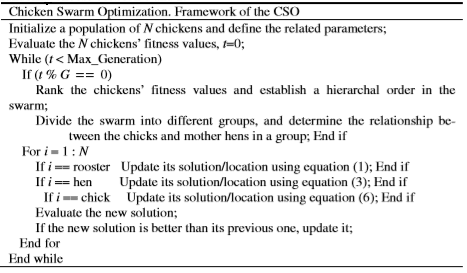 Chicken Swarm Optimization. Framework of the CSO
Initialize a population of N chickens and define the related parameters;
Evaluate the N chickens' fitness values, t=0;
While (t < Max_Generation)
If (t % G == 0)
Rank the chickens' fitness values and establish a hierarchal order in the
swarm;
Divide the swarm into different groups, and determine the relationship be-
tween the chicks and mother hens in a group; End if
For i = 1 : N
If i == rooster Update its solution/location using equation (1); End if
If i == hen Update its solution/location using equation (3); End if
If i == chick Update its solution/location using equation (6); End if
Evaluate the new solution;
If the new solution is better than its previous one, update it;
End for
End while